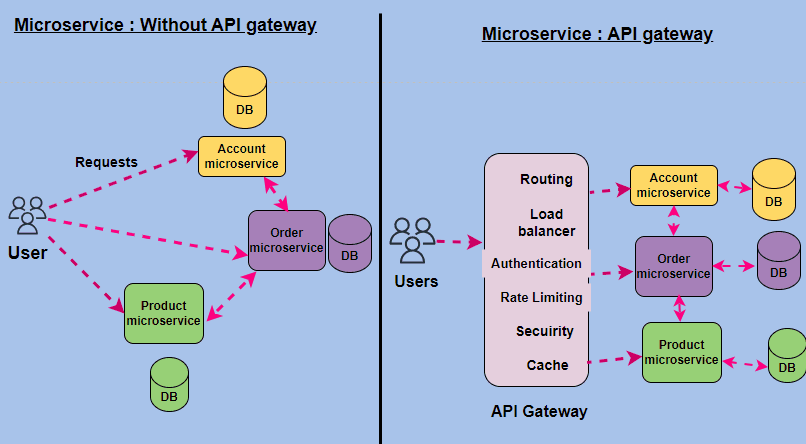 Microservice : Without API gateway
DB
Account
microservice
Requests
User
Order
microservice
DB
Product
microservice
DB
Microservice : API gateway
Users
Routing
Load
balancer
Authentication
Rate Limiting
Secuirity
Cache
API Gateway
Account
microservice
DB
Order
microservice
DB
Product
microservice
DB